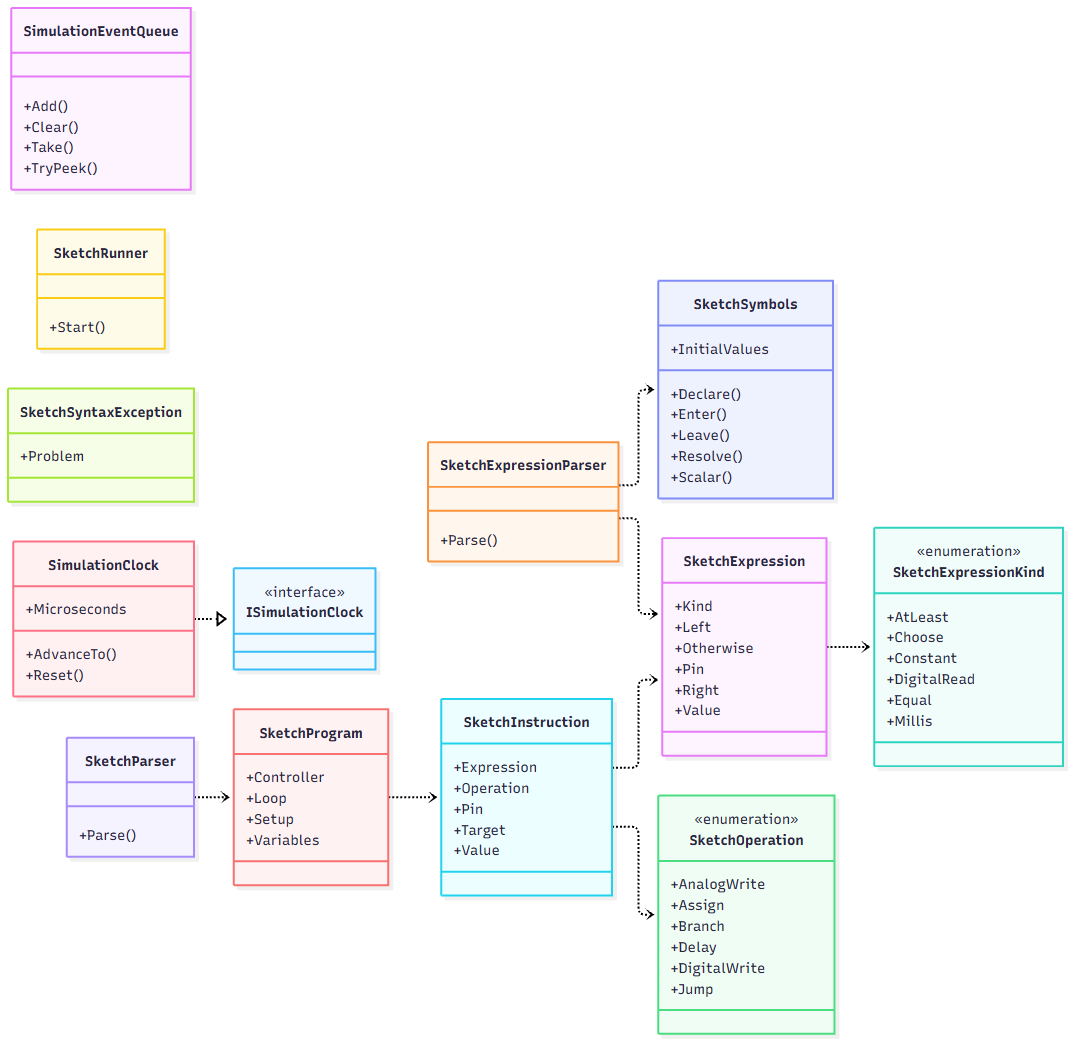 SimulationEventQueue
+Add()
+Clear()
+Take()
+TryPeek()
SketchRunner
+Start()
SketchSyntaxException
+Problem
SimulationClock
+Microseconds
+AdvanceTo()
+Reset()
«interface»
ISimulationClock
SketchParser
+Parse()
SketchProgram
+Controller
+Loop
+Setup
+Variables
SketchExpressionParser
+Parse()
SketchInstruction
+Expression
+Operation
+Pin
+Target
+Value
SketchSymbols
+InitialValues
+Declare()
+Enter()
+Leave()
+Resolve()
+Scalar()
SketchExpression
+Kind
+Left
+Otherwise
+Pin
+Right
+Value
«enumeration»
SketchExpressionKind
+AtLeast
+Choose
+Constant
+DigitalRead
+Equal
+Millis
«enumeration»
SketchOperation
+AnalogWrite
+Assign
+Branch
+Delay
+DigitalWrite
+Jump